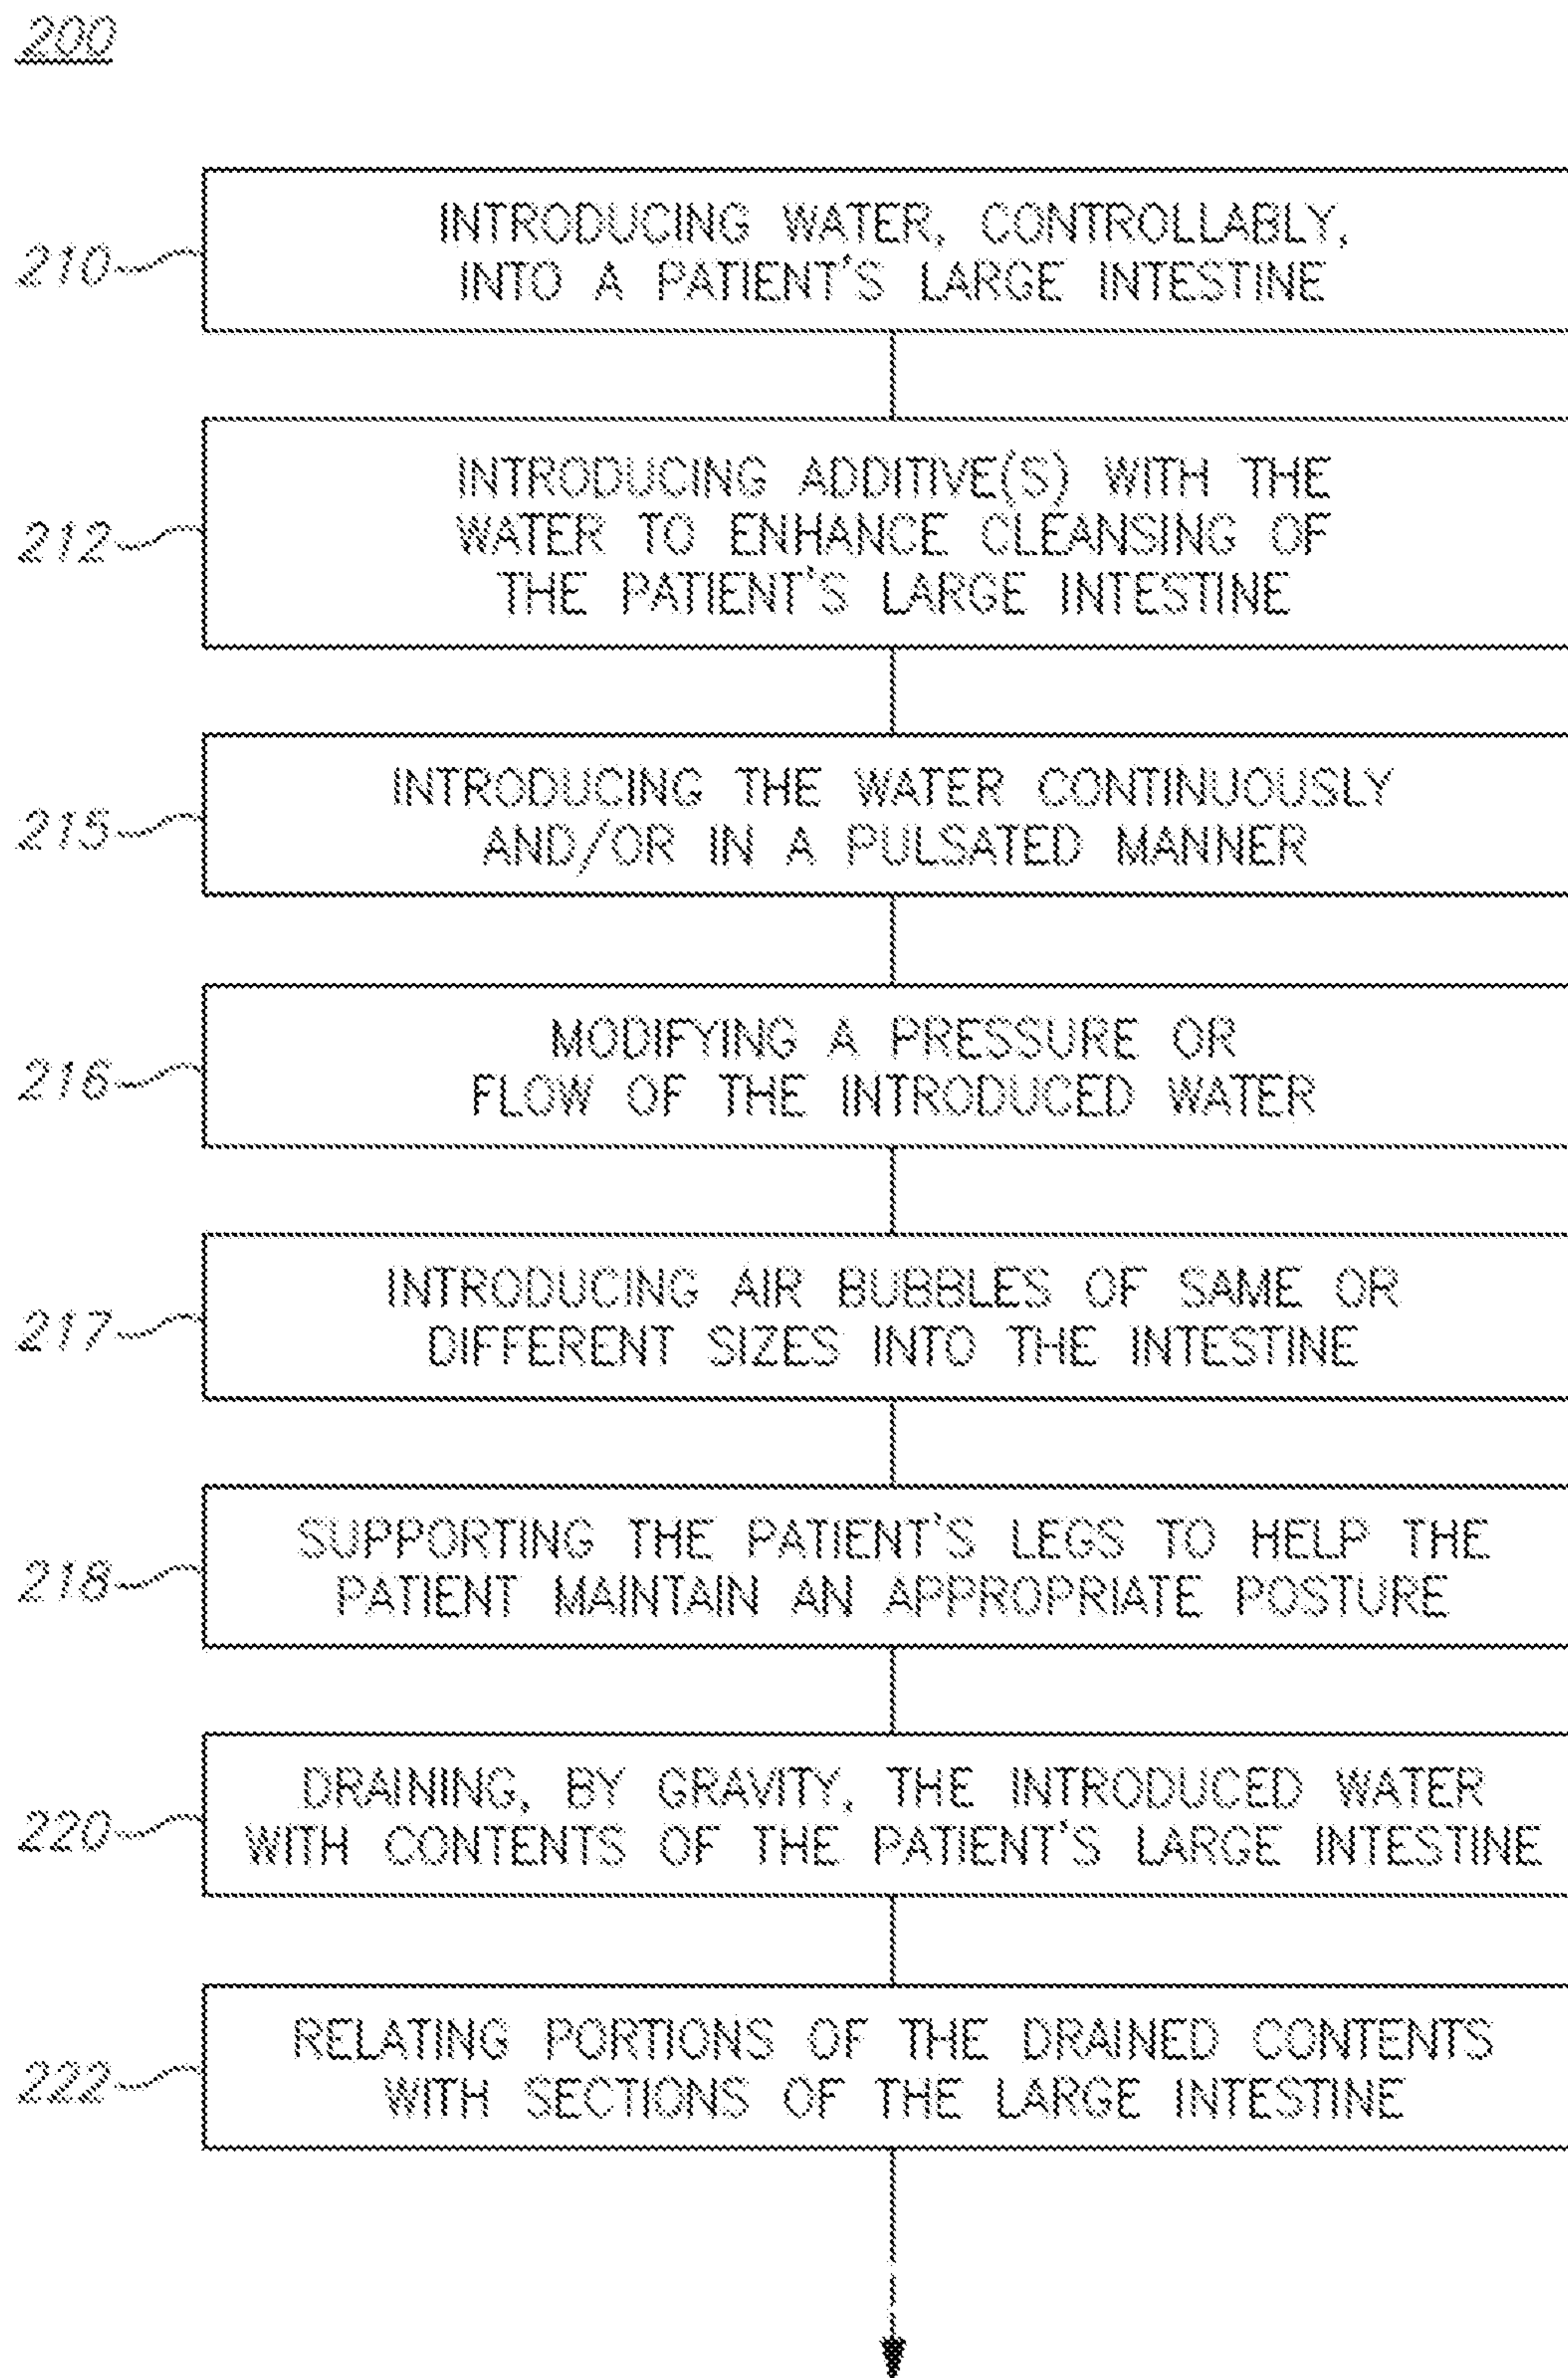 200
210
INTRODUCING WATER, CONTROLLABLY,
INTO A PATIENT'S LARGE INTESTINE
212
INTRODUCING ADDITIVE(S) WITH THE
WATER TO ENHANCE CLEANSING OF
THE PATIENT'S LARGE INTESTINE
215
INTRODUCING THE WATER CONTINUOUSLY
AND/OR IN A PULSATED MANNER
216
MODIFYING A PRESSURE OR
FLOW OF THE INTRODUCED WATER
217
INTRODUCING AIR BUBBLES OF SAME OR
DIFFERENT SIZES INTO THE INTESTINE
218
SUPPORTING THE PATIENT'S LEGS TO HELP THE
PATIENT MAINTAIN AN APPROPRIATE POSTURE
220
DRAINING, BY GRAVITY, THE INTRODUCED WATER
WITH CONTENTS OF THE PATIENT'S LARGE INTESTINE
222
RELATING PORTIONS OF THE DRAINED CONTENTS
WITH SECTIONS OF THE LARGE INTESTINE